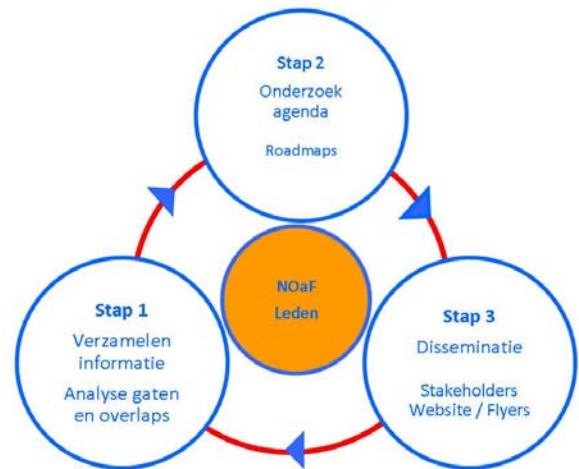 Stap 2
Onderzoek
agenda
Roadmaps
NOaF
Leden
Stap 1
Verzamelen
informatie
Analyse gaten
en overlaps
Stap 3
Disseminatie
Stakeholders
Website / Flyers